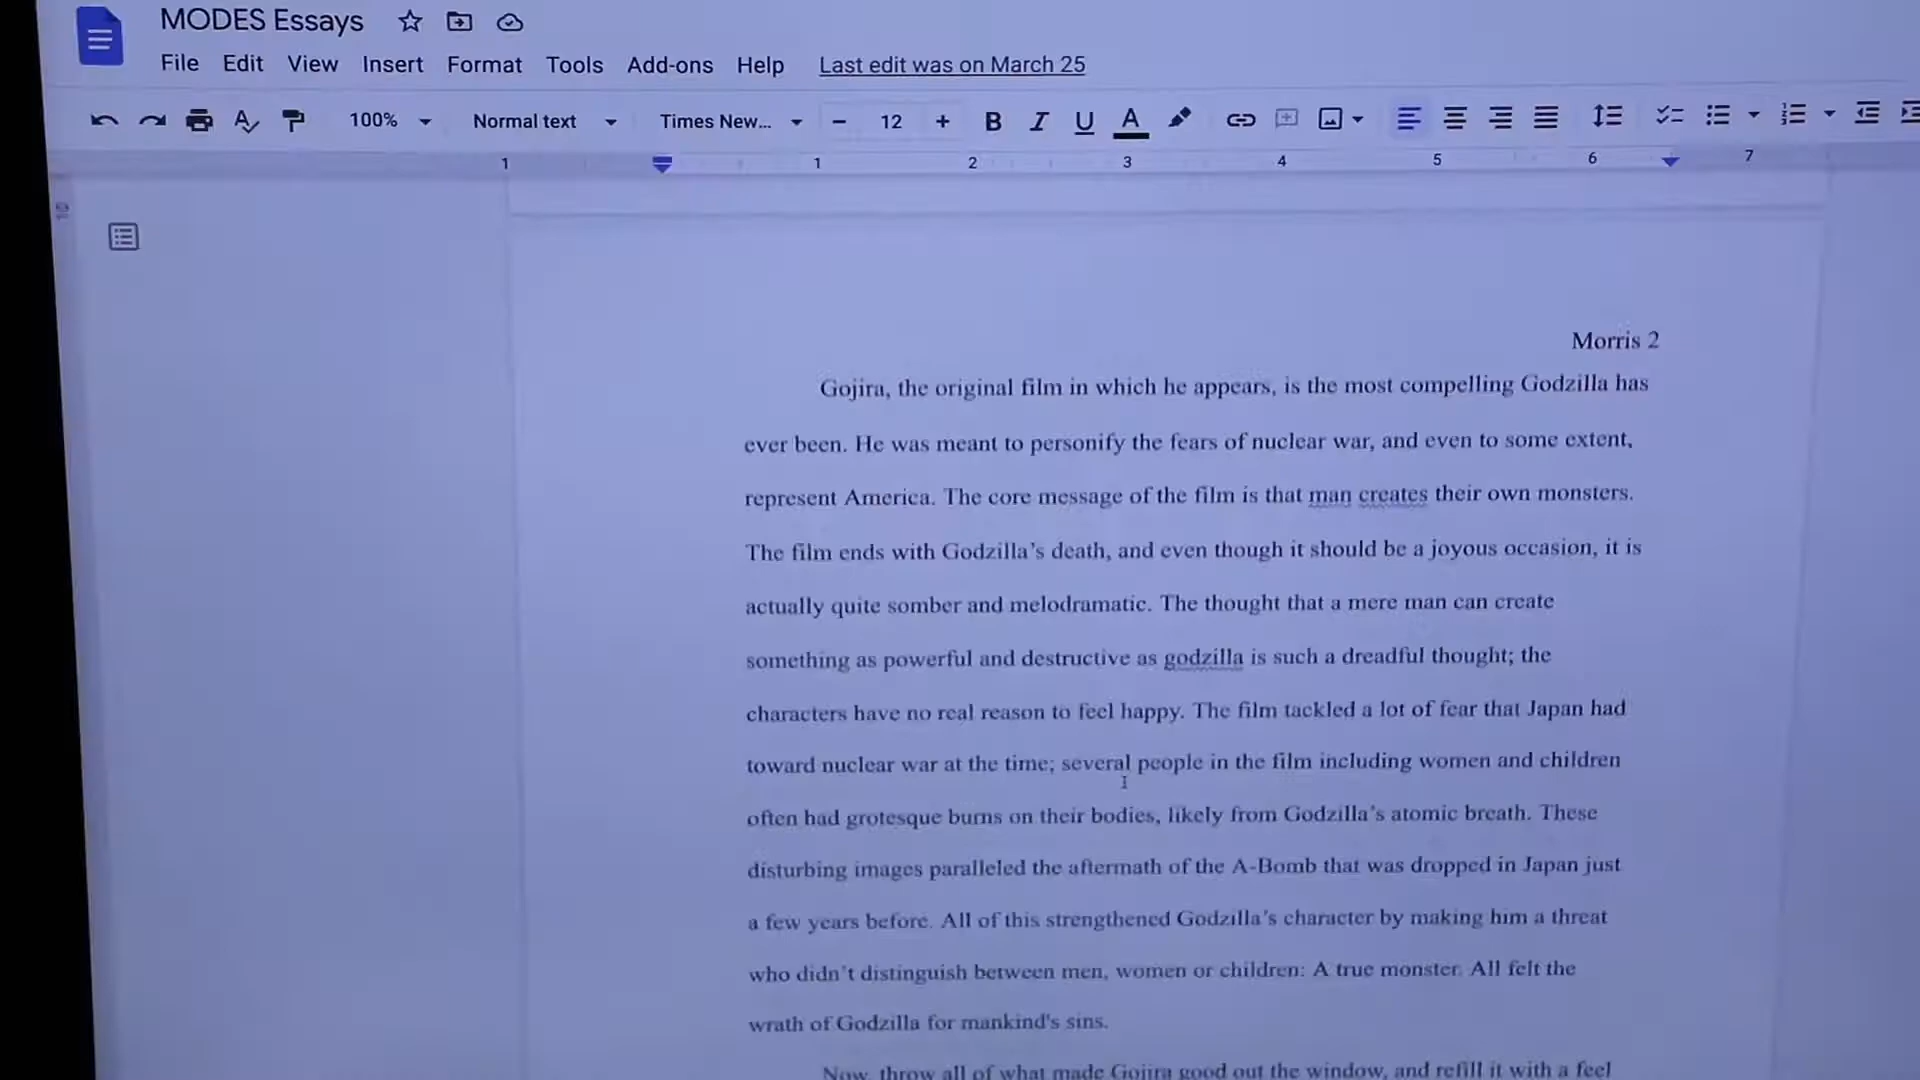 MODES Essays
File Edit View Insert Format Tools Add-ons Help Last edit was on March 25
100% Normal text Times New... − 12 + B I U A
1 1 2 3 4 5 6 7
Morris 2
Gojira, the original film in which he appears, is the most compelling Godzilla has
ever been. He was meant to personify the fears of nuclear war, and even to some extent,
represent America. The core message of the film is that man creates their own monsters.
The film ends with Godzilla's death, and even though it should be a joyous occasion, it is
actually quite somber and melodramatic. The thought that a mere man can create
something as powerful and destructive as godzilla is such a dreadful thought; the
characters have no real reason to feel happy. The film tackled a lot of fear that Japan had
toward nuclear war at the time; several people in the film including women and children
often had grotesque burns on their bodies, likely from Godzilla's atomic breath. These
disturbing images paralleled the aftermath of the A-Bomb that was dropped in Japan just
a few years before. All of this strengthened Godzilla's character by making him a threat
who didn't distinguish between men, women or children: A true monster. All felt the
wrath of Godzilla for mankind's sins.
Now, throw all of what made Gojira good out the window, and refill it with a feel